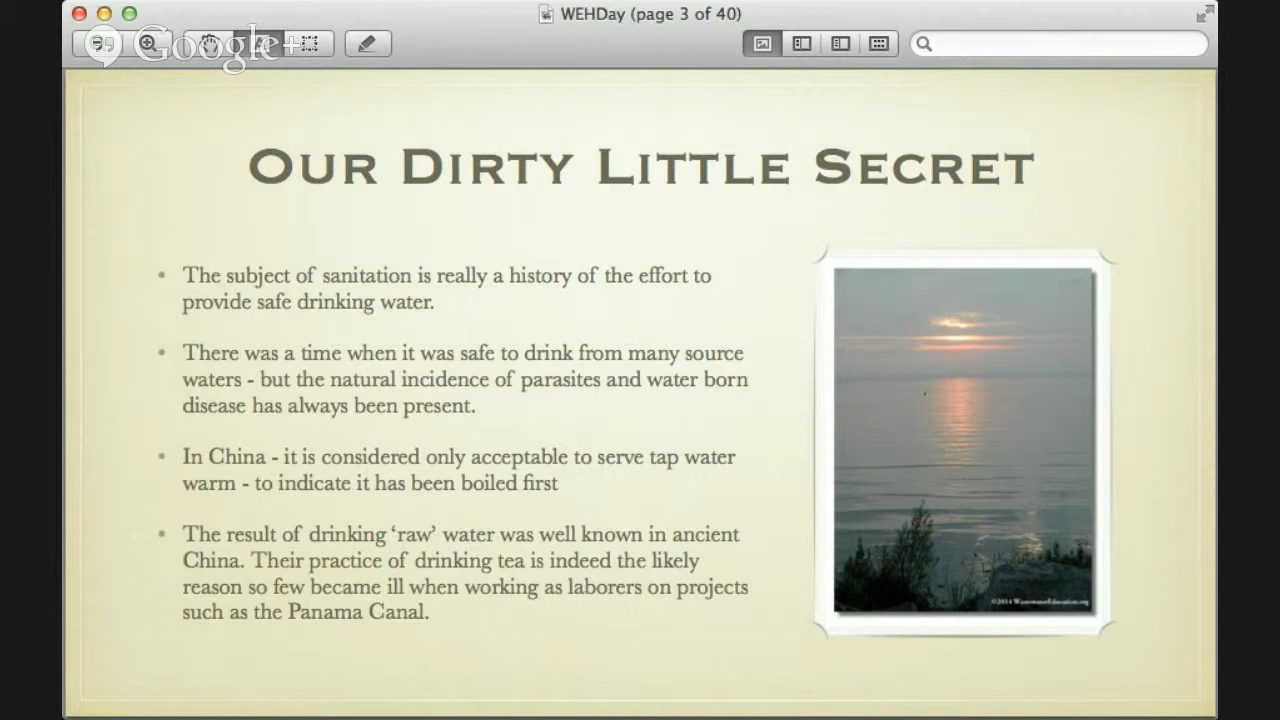 WEHDay (page 3 of 40)
Google+
Our Dirty Little Secret
• The subject of sanitation is really a history of the effort to
provide safe drinking water.
• There was a time when it was safe to drink from many source
waters - but the natural incidence of parasites and water born
disease has always been present.
• In China - it is considered only acceptable to serve tap water
warm - to indicate it has been boiled first
• The result of drinking ‘raw’ water was well known in ancient
China. Their practice of drinking tea is indeed the likely
reason so few became ill when working as laborers on projects
such as the Panama Canal.
©2014 WastewaterEducation.org